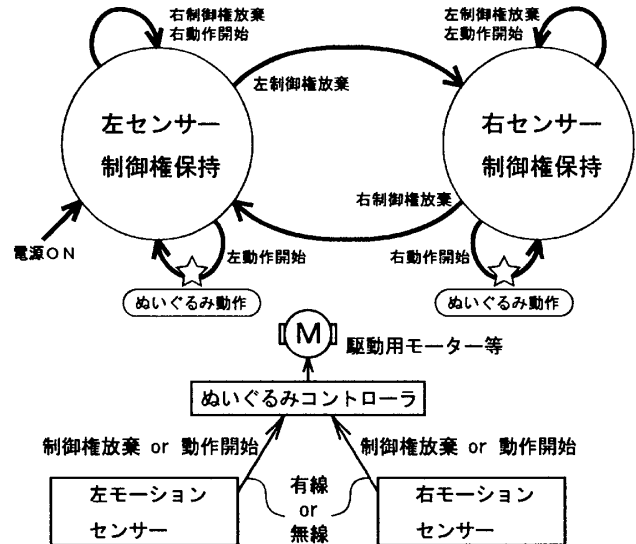 右制御権放棄
右動作開始
左制御権放棄
左動作開始
左制御権放棄
左センサー
制御権保持
右センサー
制御権保持
右制御権放棄
電源ON
左動作開始
右動作開始
ぬいぐるみ動作
ぬいぐるみ動作
M
駆動用モーター等
ぬいぐるみコントローラ
制御権放棄 or 動作開始
制御権放棄 or 動作開始
有線
or
無線
左モーション
センサー
右モーション
センサー